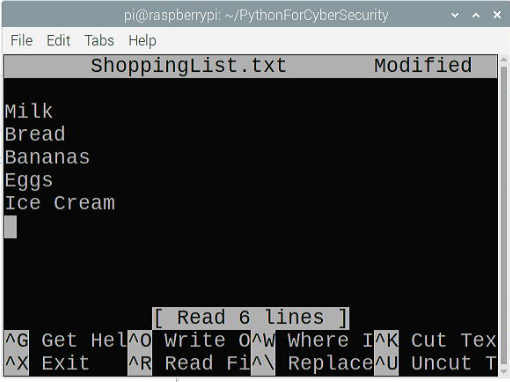 pi@raspberrypi: ~/PythonForCyberSecurity
File Edit Tabs Help
ShoppingList.txt Modified
Milk
Bread
Bananas
Eggs
Ice Cream
[ Read 6 lines ]
^G Get Hel^O Write O^W Where I^K Cut Tex
^X Exit ^R Read Fi^\ Replace^U Uncut T